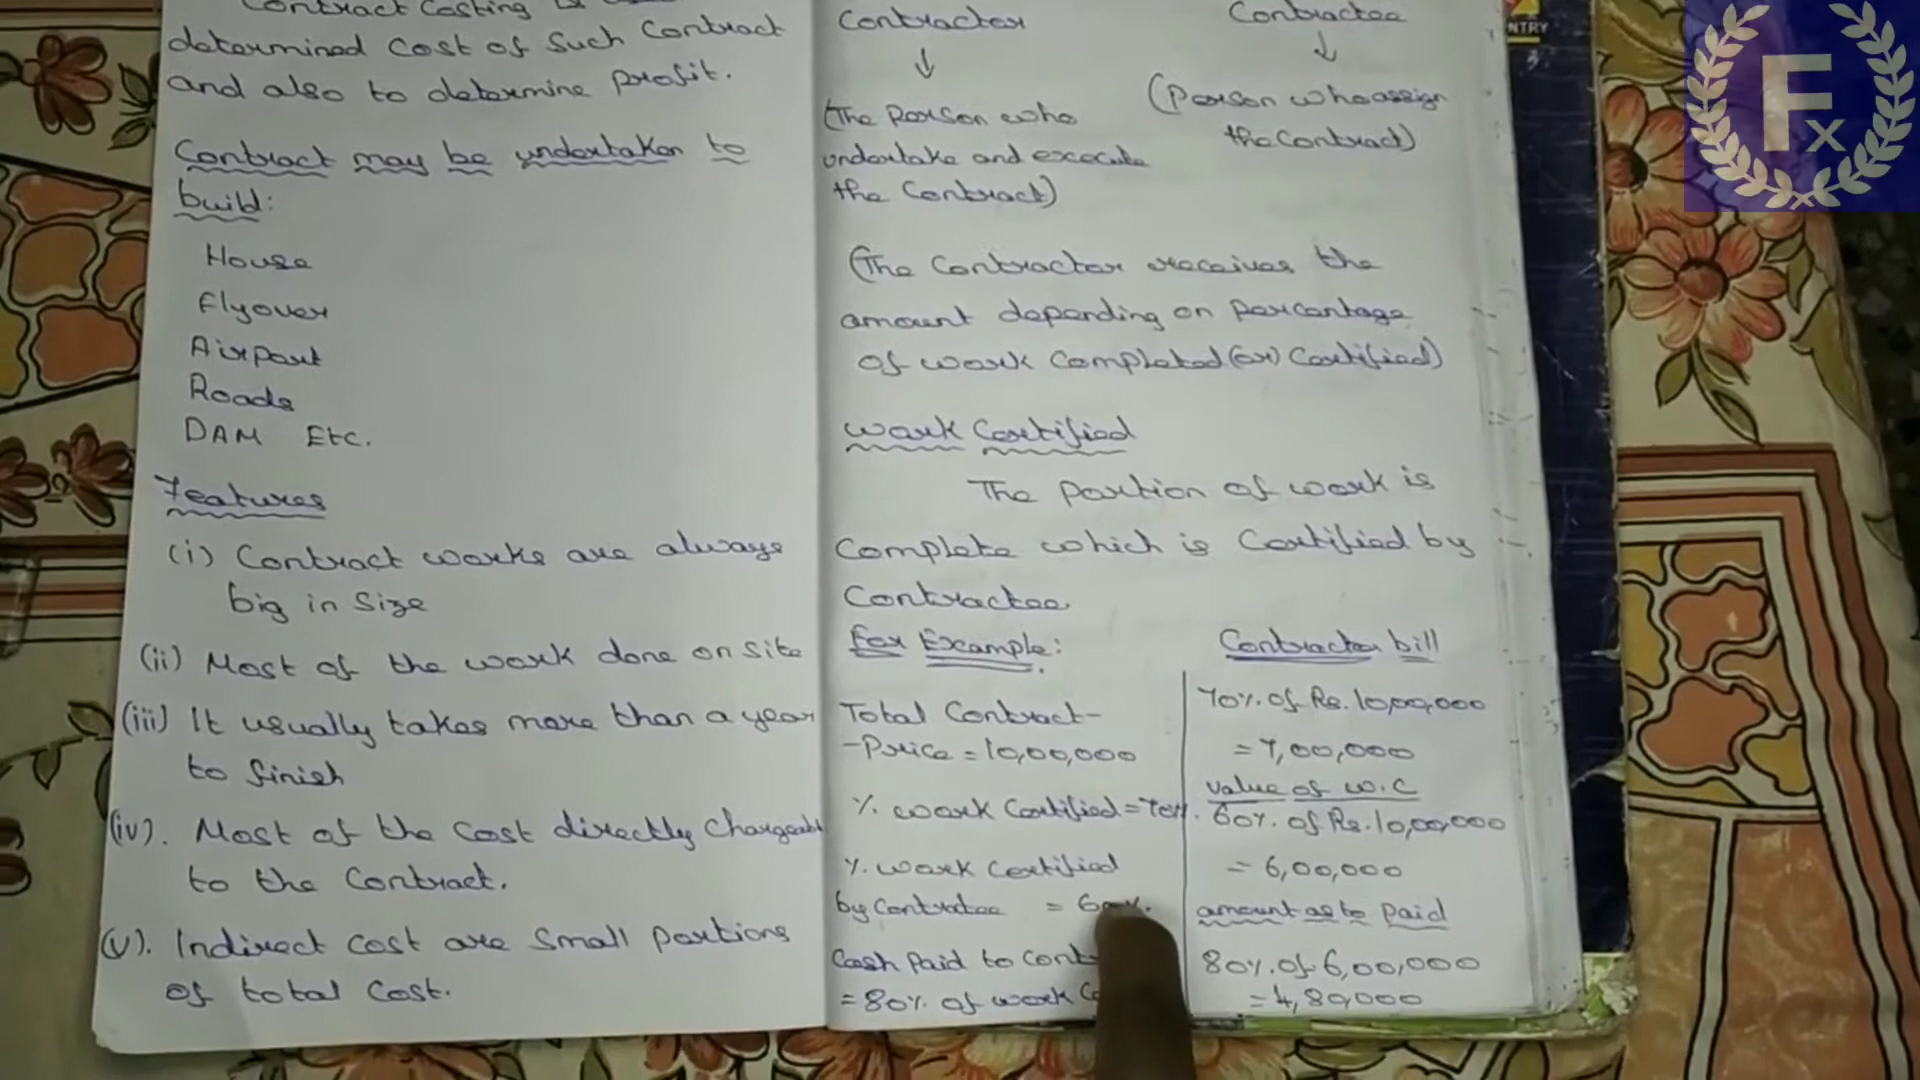 Contract Costing is
determined cost of such contract
and also to determine profit.
Contract may be undertaken to
build:
House
Flyover
Airport
Roads
DAM Etc.
Features
(i) Contract works are always
big in size
(ii) Most of the work done on site
(iii) It usually takes more than a year
to finish
(iv). Most of the cost directly chargeable
to the contract.
(v). Indirect cost are small portions
of total cost.
Contractor
↓
(The person who
undertake and execute
the contract)
Contractee
↓
(Person who assign
the contract)
(The contractor receives the
amount depending on percentage
of work completed (or) certified)
Work Certified
The portion of work is
complete which is certified by
contractee.
For Example:
Total Contract-
-Price = 10,00,000
% work certified = 70%.
% work certified
by contratee = 60%.
Cash paid to cont
= 80% of work
Contractor bill
70% of Rs. 10,00,000
= 7,00,000
value of w.c
60% of Rs. 10,00,000
= 6,00,000
amount as to paid
80% of 6,00,000
= 4,80,000
NTRY
Fx